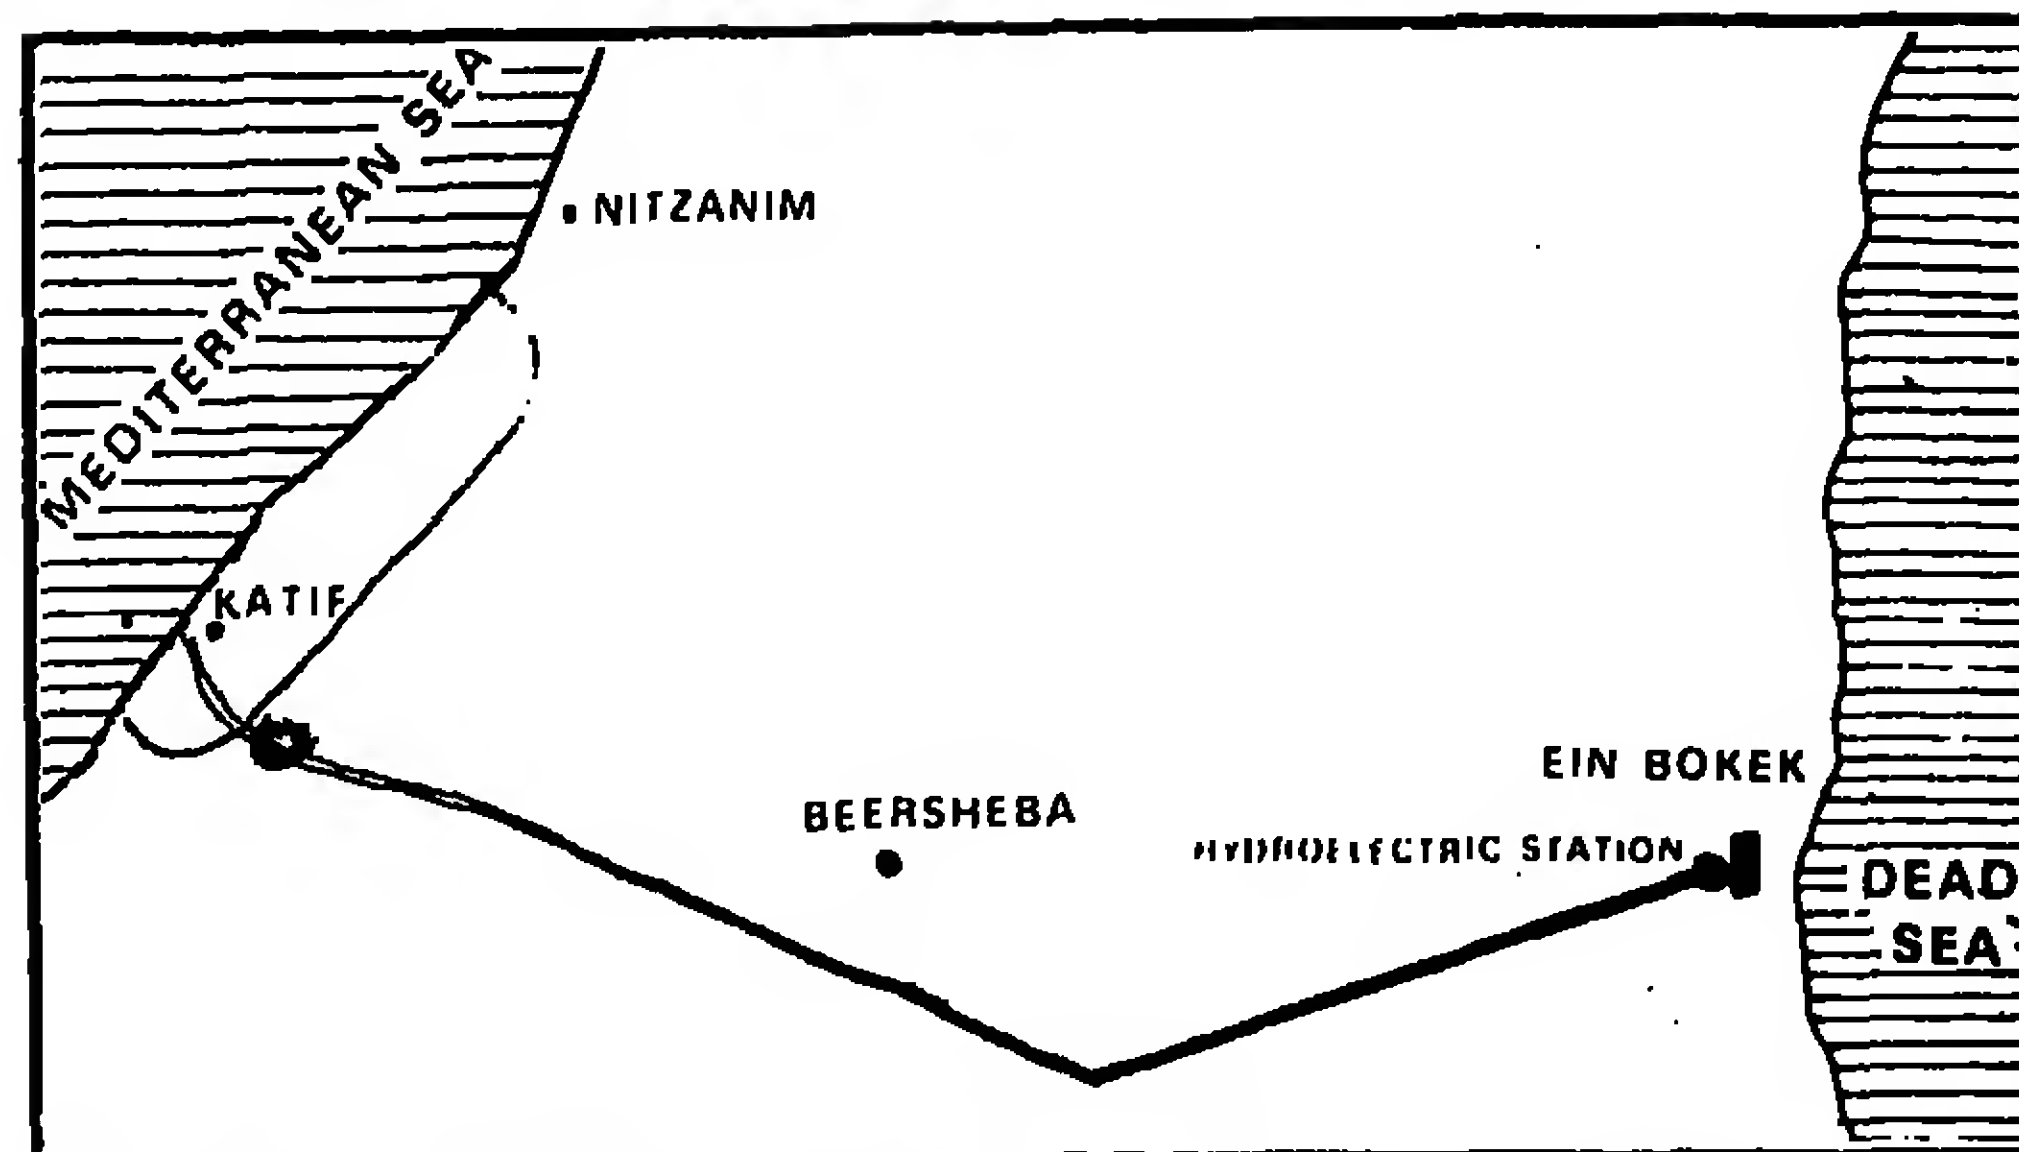 MEDITERRANEAN SEA
NITZANIM
KATIF
EIN BOKEK
BEERSHEBA
HYDROELECTRIC STATION
DEAD
SEA